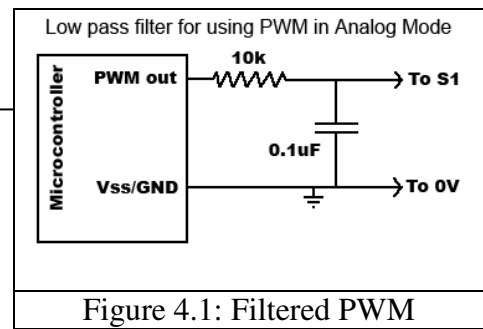 Low pass filter for using PWM in Analog Mode
Microcontroller
PWM out
10k
To S1
0.1uF
Vss/GND
To 0V
Figure 4.1: Filtered PWM